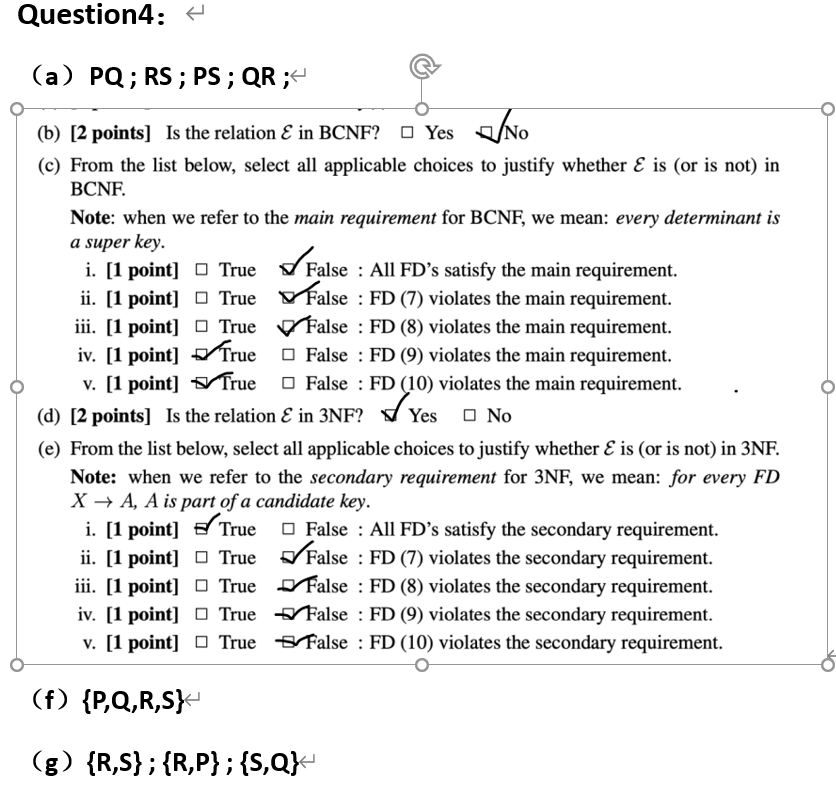 Question4：
（a）PQ ; RS ; PS ; QR ;
(b) [2 points] Is the relation ℰ in BCNF? □ Yes ☑ No
(c) From the list below, select all applicable choices to justify whether ℰ is (or is not) in
BCNF.
Note: when we refer to the main requirement for BCNF, we mean: every determinant is
a super key.
i. [1 point] □ True ☑ False : All FD's satisfy the main requirement.
ii. [1 point] □ True ☑ False : FD (7) violates the main requirement.
iii. [1 point] □ True ☑ False : FD (8) violates the main requirement.
iv. [1 point] ☑ True □ False : FD (9) violates the main requirement.
v. [1 point] ☑ True □ False : FD (10) violates the main requirement.
(d) [2 points] Is the relation ℰ in 3NF? ☑ Yes □ No
(e) From the list below, select all applicable choices to justify whether ℰ is (or is not) in 3NF.
Note: when we refer to the secondary requirement for 3NF, we mean: for every FD
X → A, A is part of a candidate key.
i. [1 point] ☑ True □ False : All FD's satisfy the secondary requirement.
ii. [1 point] □ True ☑ False : FD (7) violates the secondary requirement.
iii. [1 point] □ True ☑ False : FD (8) violates the secondary requirement.
iv. [1 point] □ True ☑ False : FD (9) violates the secondary requirement.
v. [1 point] □ True ☑ False : FD (10) violates the secondary requirement.
（f）{P,Q,R,S}
（g）{R,S} ; {R,P} ; {S,Q}